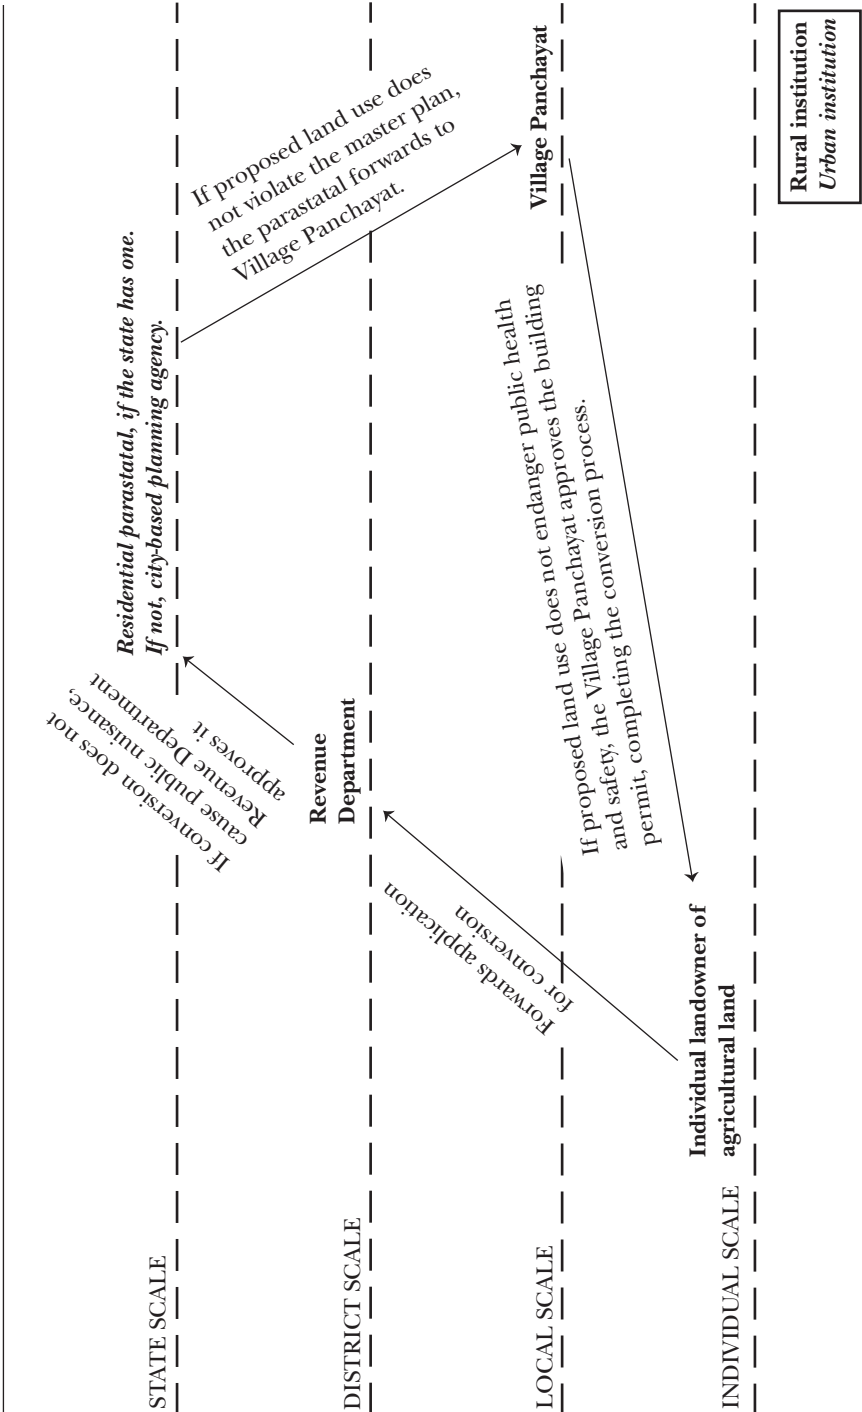 STATE SCALE
Residential parastatal, if the state has one.
If not, city-based planning agency.
If conversion does not
cause public nuisance,
Revenue Department
approves it
If proposed land use does
not violate the master plan,
the parastatal forwards to
Village Panchayat.
DISTRICT SCALE
Revenue
Department
Forwards application
for conversion
LOCAL SCALE
Village Panchayat
If proposed land use does not endanger public health
and safety, the Village Panchayat approves the building
permit, completing the conversion process.
INDIVIDUAL SCALE
Individual landowner of
agricultural land
Rural institution
Urban institution